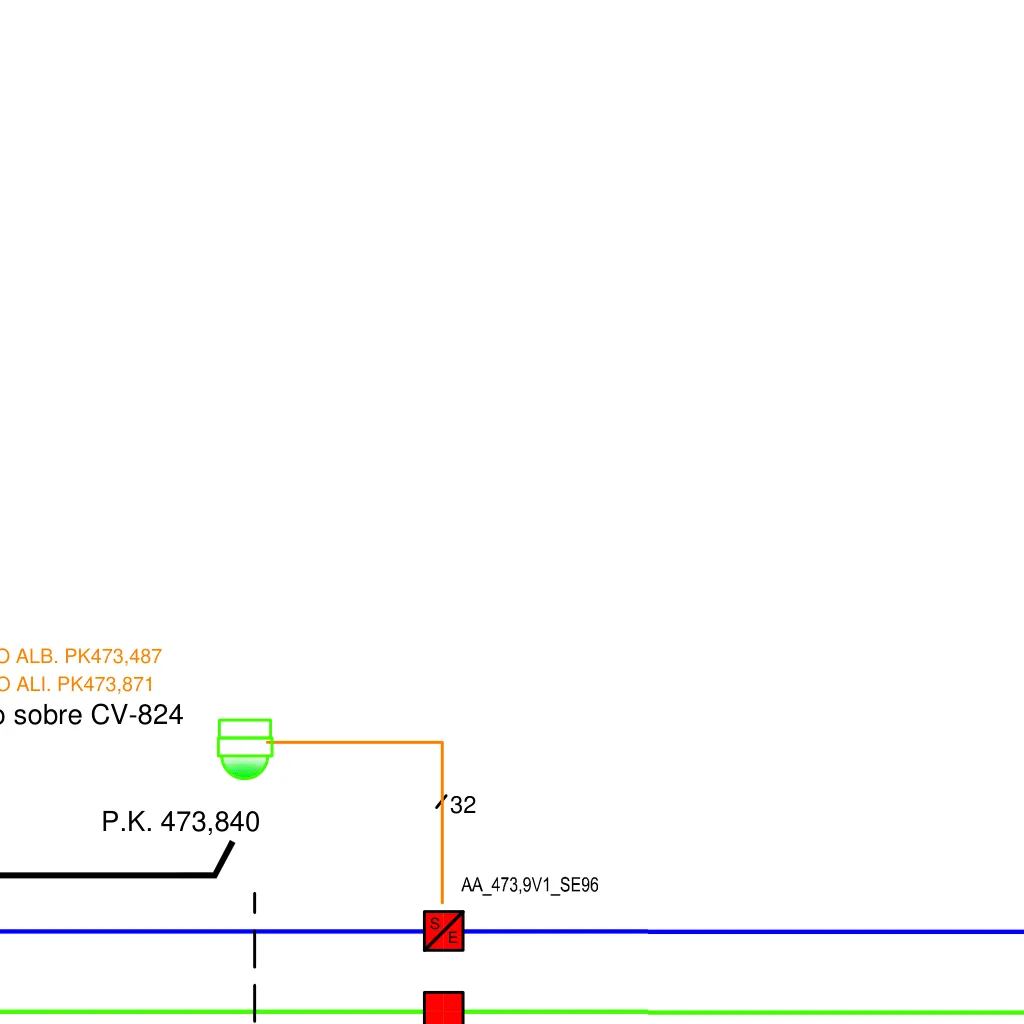 O ALB. PK473,487
O ALI. PK473,871
o sobre CV-824
P.K. 473,840
32
AA_473,9V1_SE96
S
E